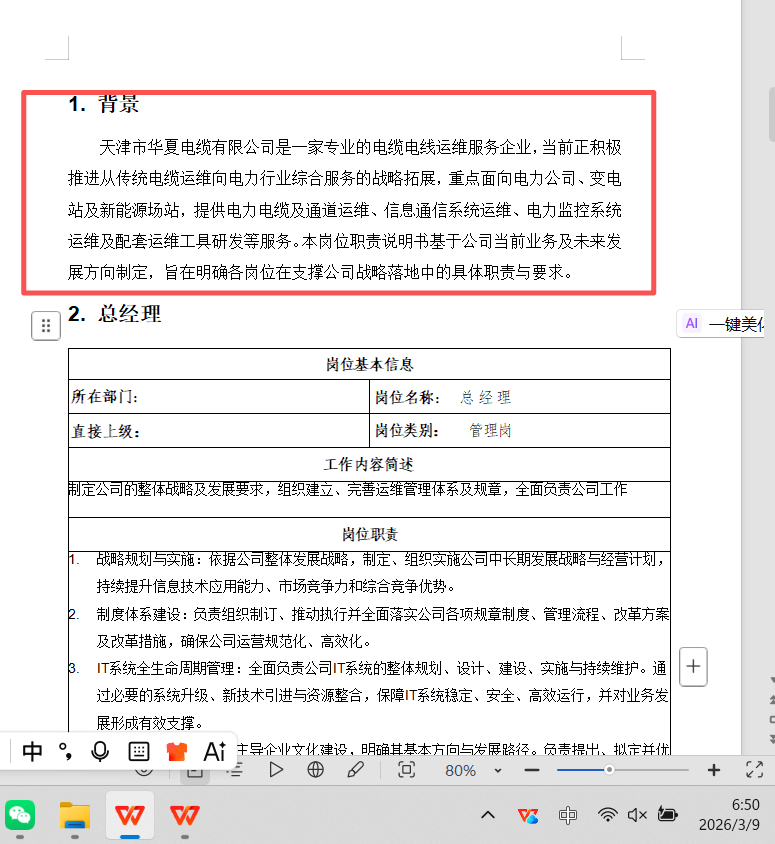 1. 背景
天津市华夏电缆有限公司是一家专业的电缆电线运维服务企业，当前正积极
推进从传统电缆运维向电力行业综合服务的战略拓展，重点面向电力公司、变电
站及新能源场站，提供电力电缆及通道运维、信息通信系统运维、电力监控系统
运维及配套运维工具研发等服务。本岗位职责说明书基于公司当前业务及未来发
展方向制定，旨在明确各岗位在支撑公司战略落地中的具体职责与要求。
2. 总经理
AI 一键美化
岗位基本信息
所在部门： 岗位名称： 总经理
直接上级： 岗位类别： 管理岗
工作内容简述
制定公司的整体战略及发展要求，组织建立、完善运维管理体系及规章，全面负责公司工作
岗位职责
1. 战略规划与实施：依据公司整体发展战略，制定、组织实施公司中长期发展战略与经营计划，
持续提升信息技术应用能力、市场竞争力和综合竞争优势。
2. 制度体系建设：负责组织制订、推动执行并全面落实公司各项规章制度、管理流程、改革方案
及改革措施，确保公司运营规范化、高效化。
3. IT系统全生命周期管理：全面负责公司IT系统的整体规划、设计、建设、实施与持续维护。通
过必要的系统升级、新技术引进与资源整合，保障IT系统稳定、安全、高效运行，并对业务发
展形成有效支撑。
主导企业文化建设，明确其基本方向与发展路径。负责提出、拟定并优
中 °, AI
80%
中
6:50
2026/3/9